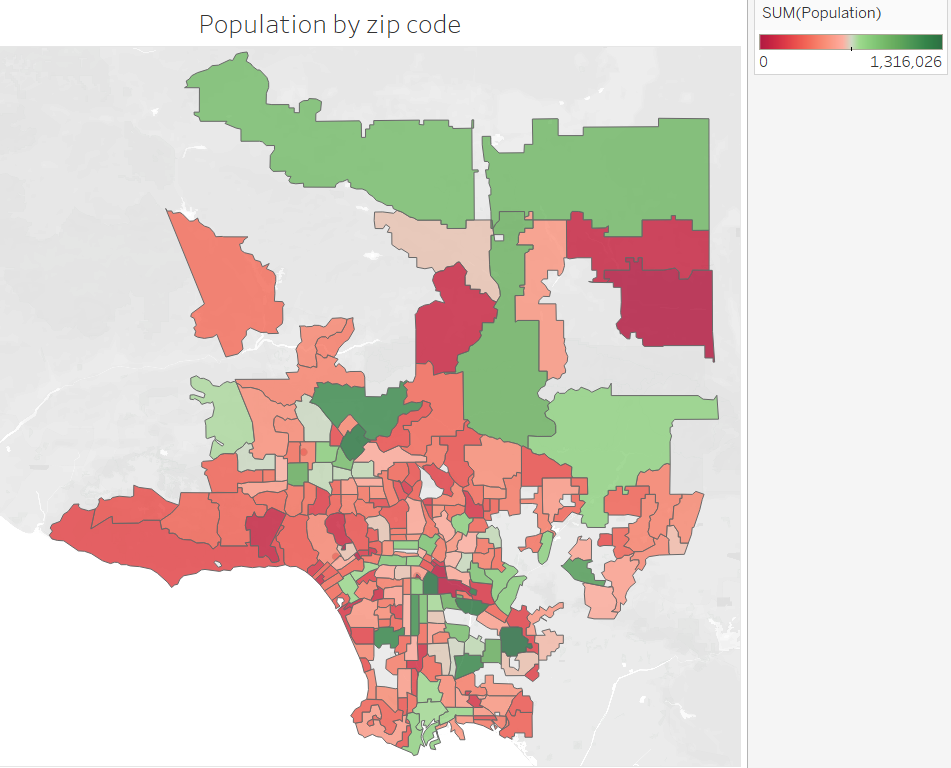 Population by zip code
SUM(Population)
0 1,316,026